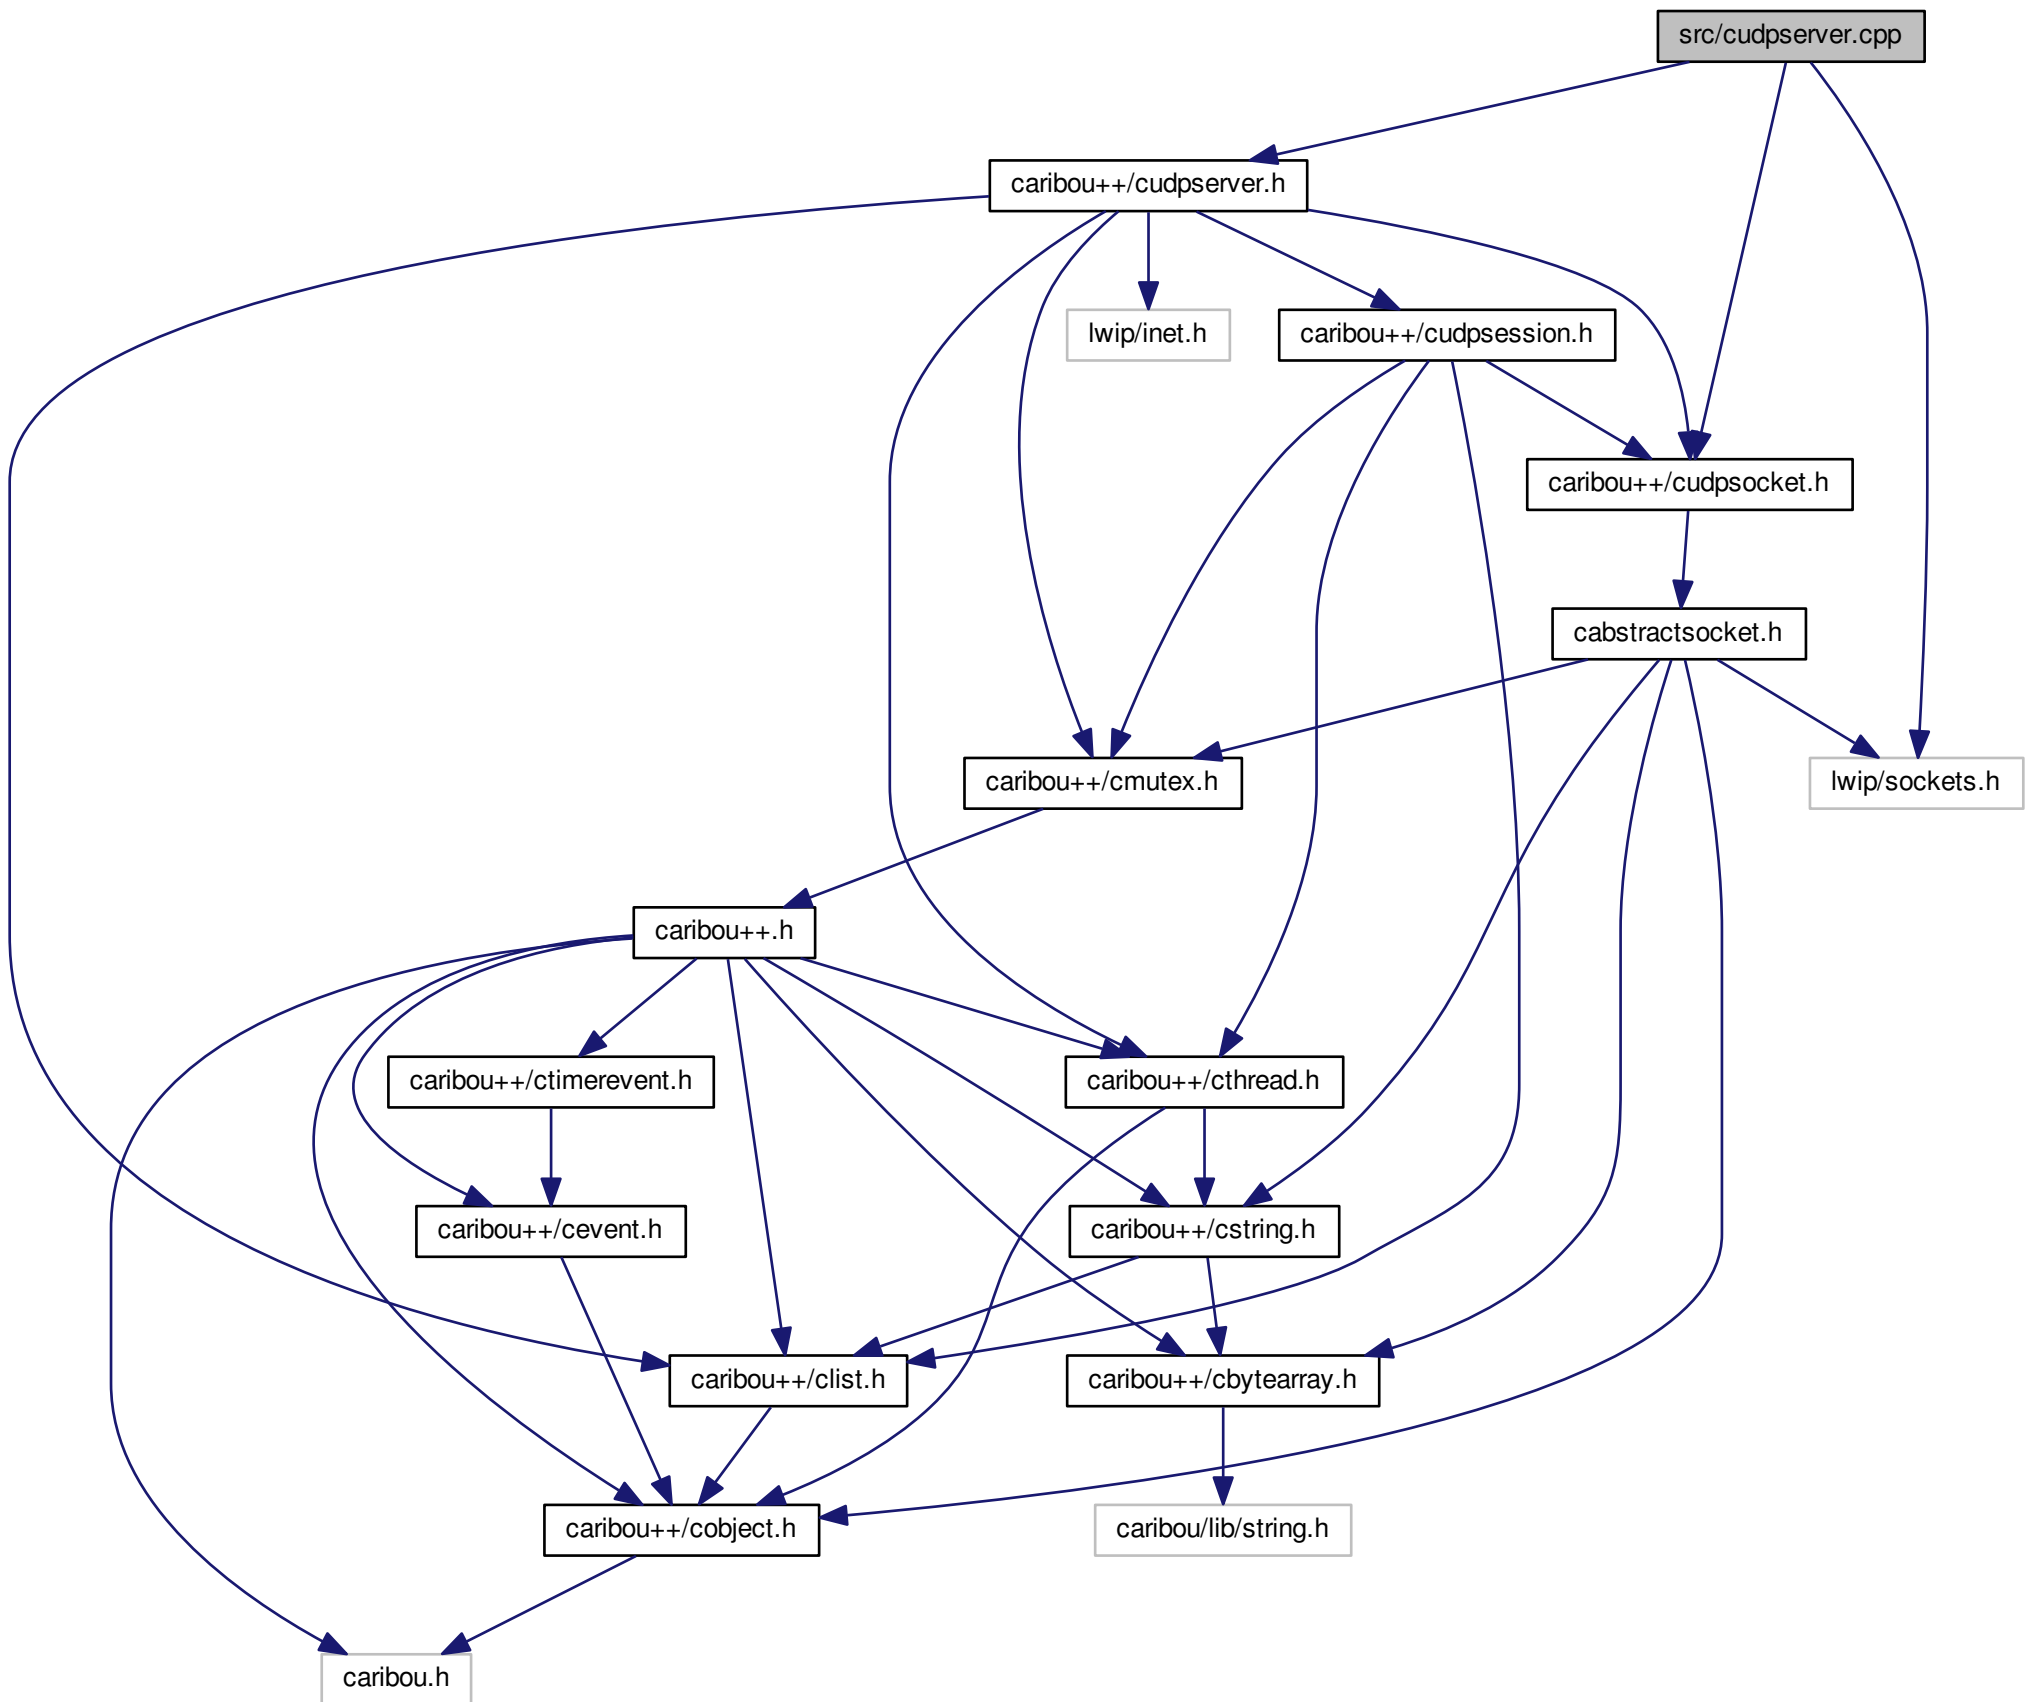 src/cudpserver.cpp
caribou++/cudpserver.h
lwip/inet.h
caribou++/cudpsession.h
caribou++/cudpsocket.h
cabstractsocket.h
caribou++/cmutex.h
lwip/sockets.h
caribou++.h
caribou++/ctimerevent.h
caribou++/cthread.h
caribou++/cevent.h
caribou++/cstring.h
caribou++/clist.h
caribou++/cbytearray.h
caribou++/cobject.h
caribou/lib/string.h
caribou.h